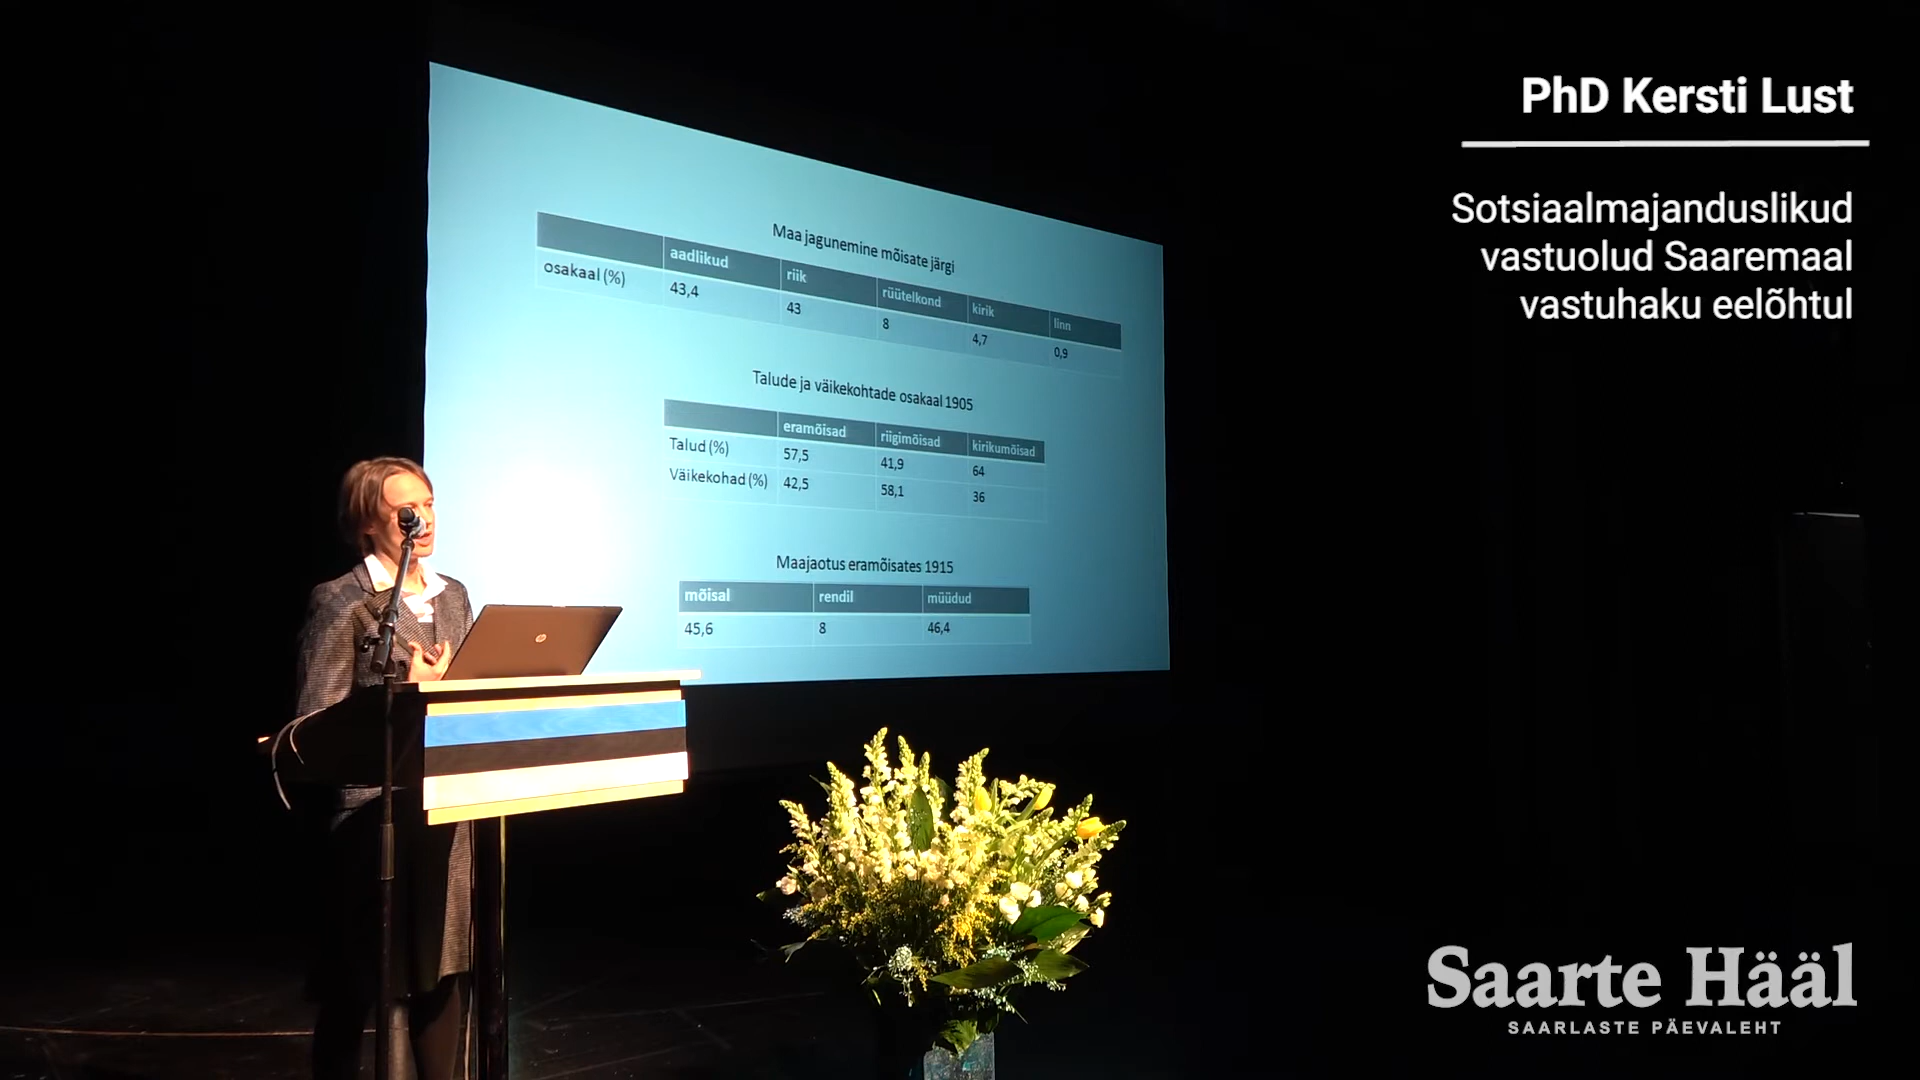 PhD Kersti Lust
Sotsiaalmajanduslikud
vastuolud Saaremaal
vastuhaku eelõhtul
Maa jagunemine mõisate järgi
aadlikud riik rüütelkond kirik linn
osakaal (%) 43,4 43 8 4,7 0,9
Talude ja väikekohtade osakaal 1905
eramõisad riigimõisad kirikumõisad
Talud (%) 57,5 41,9 64
Väikekohad (%) 42,5 58,1 36
Maajaotus eramõisates 1915
mõisal rendil müüdud
45,6 8 46,4
hp
Saarte Hääl
SAARLASTE PÄEVALEHT